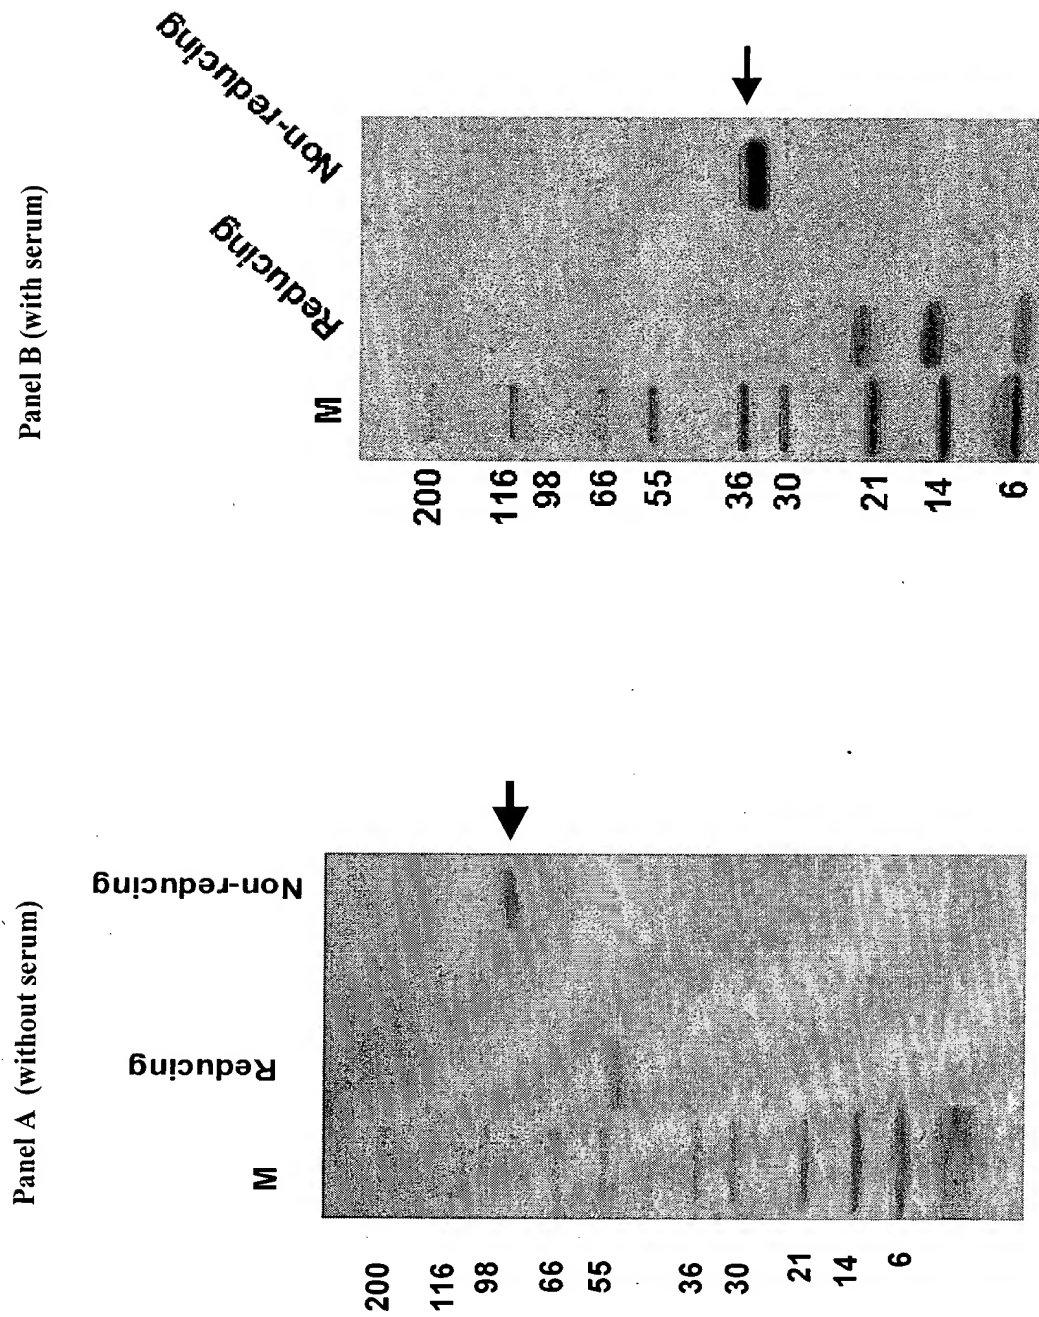 Panel A (without serum)
M
Reducing
Non-reducing
200
116
98
66
55
36
30
21
14
6
Panel B (with serum)
M
Reducing
Non-reducing
200
116
98
66
55
36
30
21
14
6